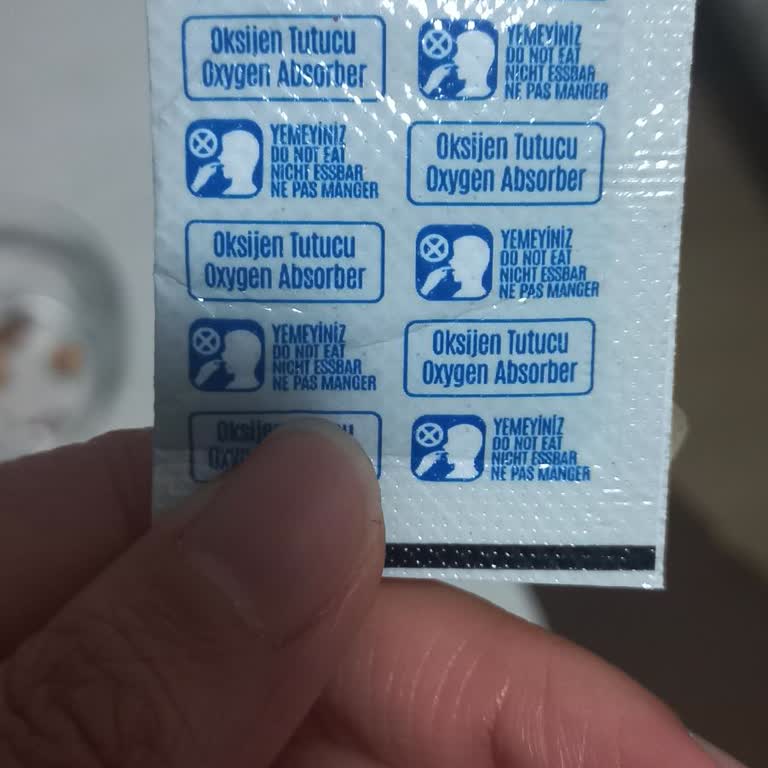 Oksijen Tutucu
Oxygen Absorber
YEMEYİNİZ
DO NOT EAT
NICHT ESSBAR
NE PAS MANGER
YEMEYİNİZ
DO NOT EAT
NICHT ESSBAR
NE PAS MANGER
Oksijen Tutucu
Oxygen Absorber
Oksijen Tutucu
Oxygen Absorber
YEMEYİNİZ
DO NOT EAT
NICHT ESSBAR
NE PAS MANGER
YEMEYİNİZ
DO NOT EAT
NICHT ESSBAR
NE PAS MANGER
Oksijen Tutucu
Oxygen Absorber
YEMEYİNİZ
DO NOT EAT
NICHT ESSBAR
NE PAS MANGER